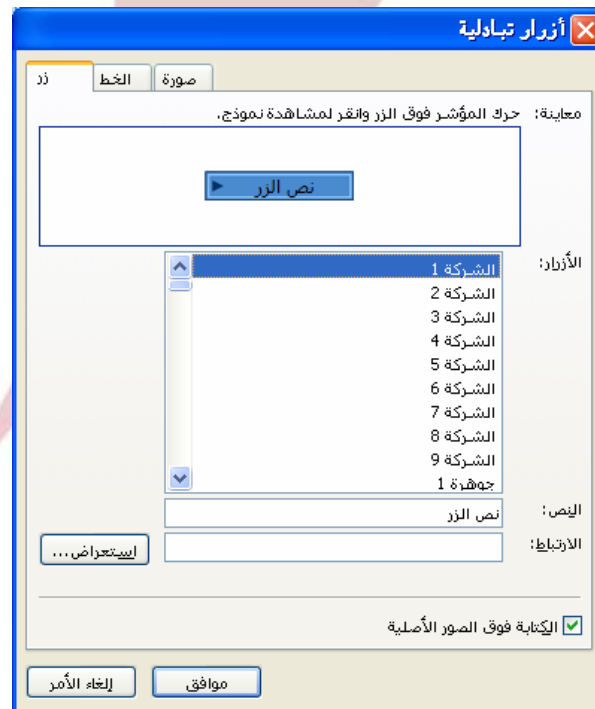 أزرار تبادلية
زر
الخط
صورة
معاينة: حرك المؤشر فوق الزر وانقر لمشاهدة نموذج.
نص الزر
الأزرار:
الشركة 1
الشركة 2
الشركة 3
الشركة 4
الشركة 5
الشركة 6
الشركة 7
الشركة 8
الشركة 9
جوهرة 1
النص: نص الزر
الارتباط:
استعراض...
الكتابة فوق الصور الأصلية
موافق
إلغاء الأمر